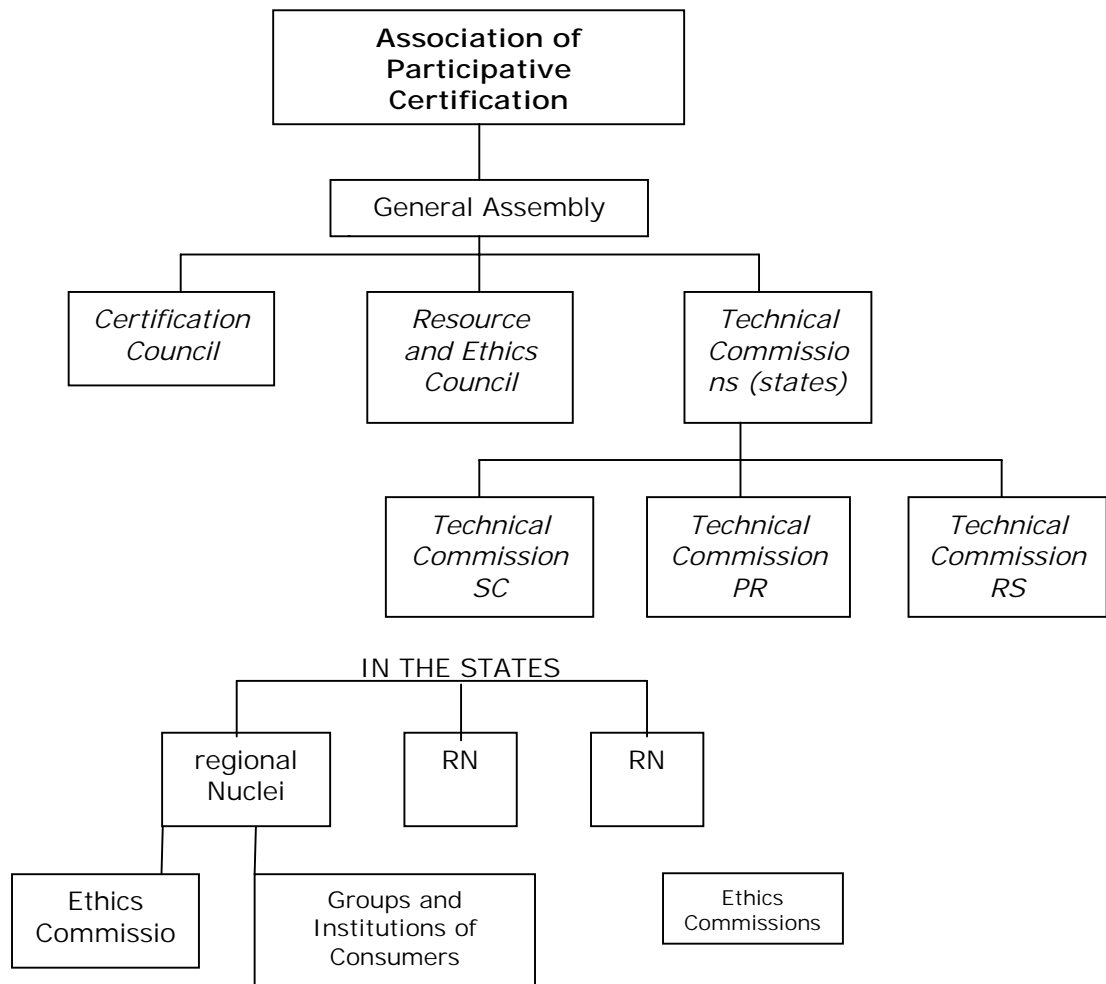 Association of
Participative
Certification
General Assembly
Certification
Council
Resource
and Ethics
Council
Technical
Commissio
ns (states)
Technical
Commission
SC
Technical
Commission
PR
Technical
Commission
RS
IN THE STATES
regional
Nuclei
RN
RN
Ethics
Commissio
Groups and
Institutions of
Consumers
Ethics
Commissions